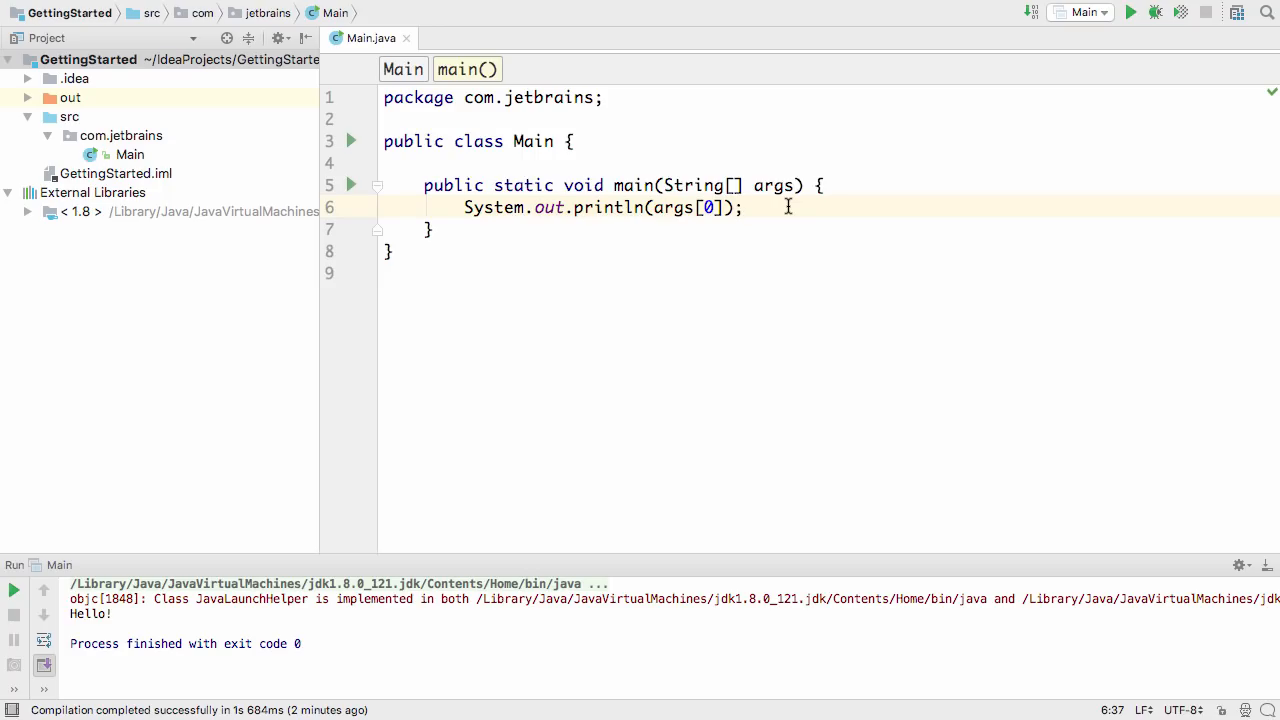 GettingStarted src com jetbrains Main Main
Project
Main.java
GettingStarted ~/IdeaProjects/GettingStarte
.idea
out
src
com.jetbrains
Main
GettingStarted.iml
External Libraries
< 1.8 > /Library/Java/JavaVirtualMachines
Main main()
1 package com.jetbrains;
2
3 public class Main {
4
5 public static void main(String[] args) {
6 System.out.println(args[0]);
7 }
8 }
9
Run Main
/Library/Java/JavaVirtualMachines/jdk1.8.0_121.jdk/Contents/Home/bin/java ...
objc[1848]: Class JavaLaunchHelper is implemented in both /Library/Java/JavaVirtualMachines/jdk1.8.0_121.jdk/Contents/Home/bin/java and /Library/Java/JavaVirtualMachines/jdk
Hello!
Process finished with exit code 0
Compilation completed successfully in 1s 684ms (2 minutes ago) 6:37 LF UTF-8